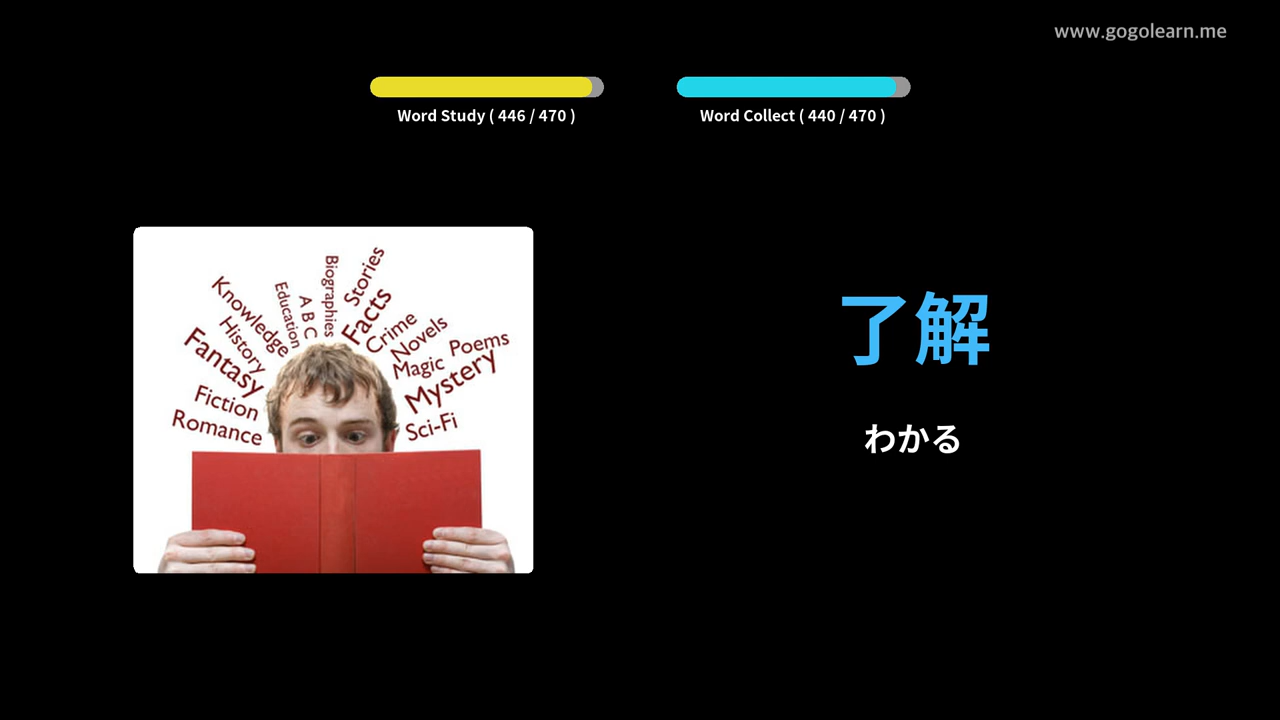 www.gogolearn.me
Word Study ( 446 / 470 )
Word Collect ( 440 / 470 )
Biographies
Stories
Education
A B C
Facts
Knowledge
Crime
History
Novels
Poems
Fantasy
Magic
Mystery
Fiction
Romance
Sci-Fi
了解
わかる